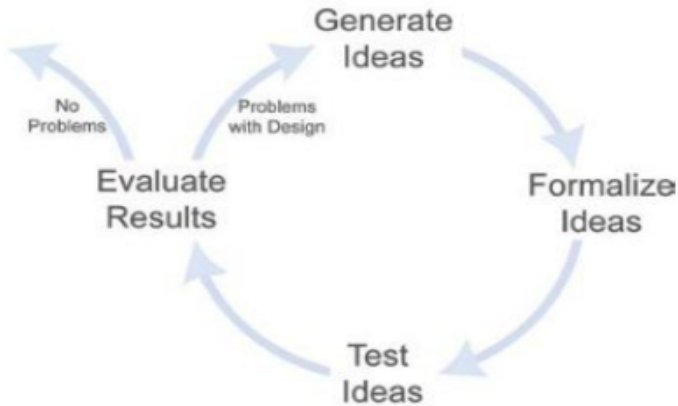 Generate
Ideas
No
Problems
Problems
with Design
Evaluate
Results
Formalize
Ideas
Test
Ideas